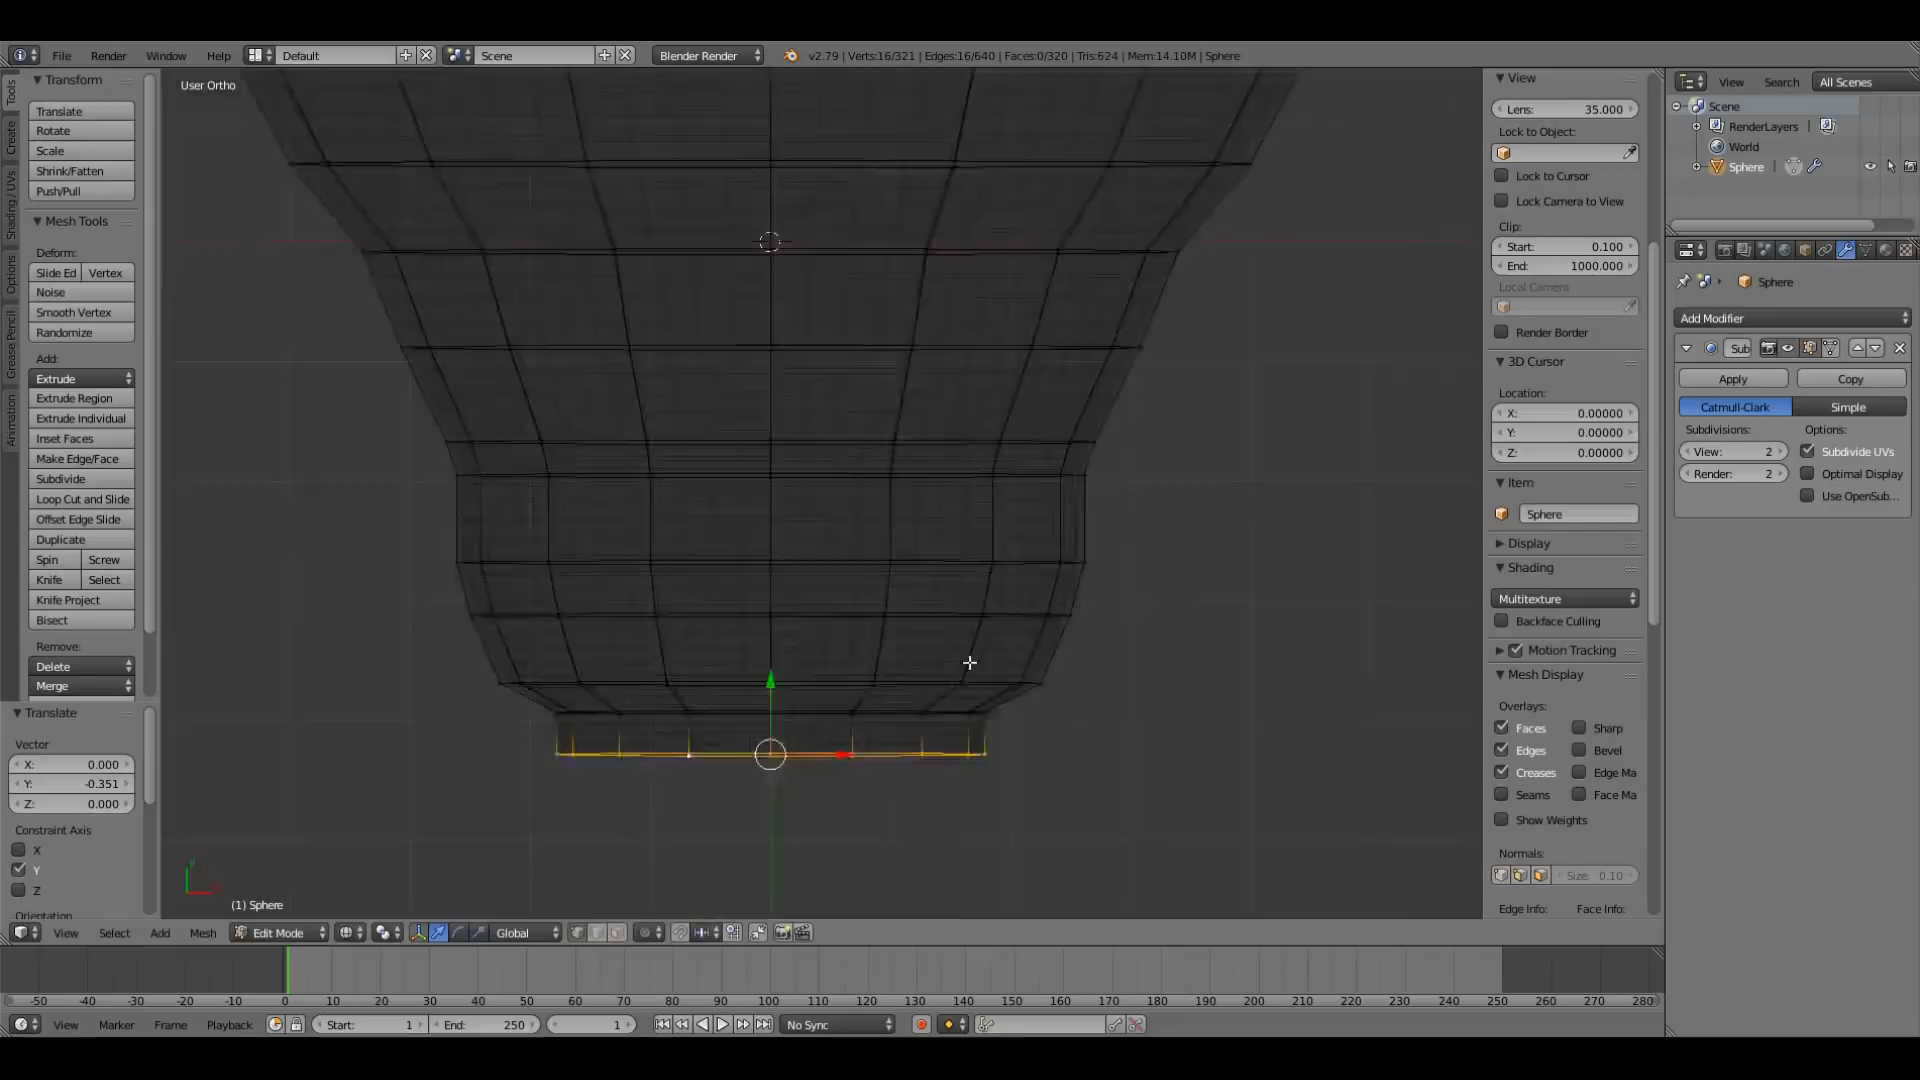 File Render Window Help Default Scene Blender Render v2.79 | Verts:16/321 | Edges:16/640 | Faces:0/320 | Tris:624 | Mem:14.10M | Sphere
User Ortho
Tools
Create
Shading / UVs
Options
Grease Pencil
Animation
Transform
Translate
Rotate
Scale
Shrink/Fatten
Push/Pull
Mesh Tools
Deform:
Slide Ed Vertex
Noise
Smooth Vertex
Randomize
Add:
Extrude
Extrude Region
Extrude Individual
Inset Faces
Make Edge/Face
Subdivide
Loop Cut and Slide
Offset Edge Slide
Duplicate
Spin Screw
Knife Select
Knife Project
Bisect
Remove:
Delete
Merge
Translate
Vector
X: 0.000
Y: -0.351
Z: 0.000
Constraint Axis
X
Y
Z
Orientation
(1) Sphere
View
Lens: 35.000
Lock to Object:
Lock to Cursor
Lock Camera to View
Clip:
Start: 0.100
End: 1000.000
Local Camera:
Render Border
3D Cursor
Location:
X: 0.00000
Y: 0.00000
Z: 0.00000
Item
Sphere
Display
Shading
Multitexture
Backface Culling
Motion Tracking
Mesh Display
Overlays:
Faces Sharp
Edges Bevel
Creases Edge Ma
Seams Face Ma
Show Weights
Normals:
Size: 0.10
Edge Info: Face Info:
View Search All Scenes
Scene
RenderLayers |
World
Sphere |
Sphere
Add Modifier
Sub
Apply Copy
Catmull-Clark Simple
Subdivisions: Options:
View: 2 Subdivide UVs
Render: 2 Optimal Display
Use OpenSub...
View Select Add Mesh Edit Mode Global
-50 -40 -30 -20 -10 0 10 20 30 40 50 60 70 80 90 100 110 120 130 140 150 160 170 180 190 200 210 220 230 240 250 260 270 280
View Marker Frame Playback Start: 1 End: 250 1 No Sync